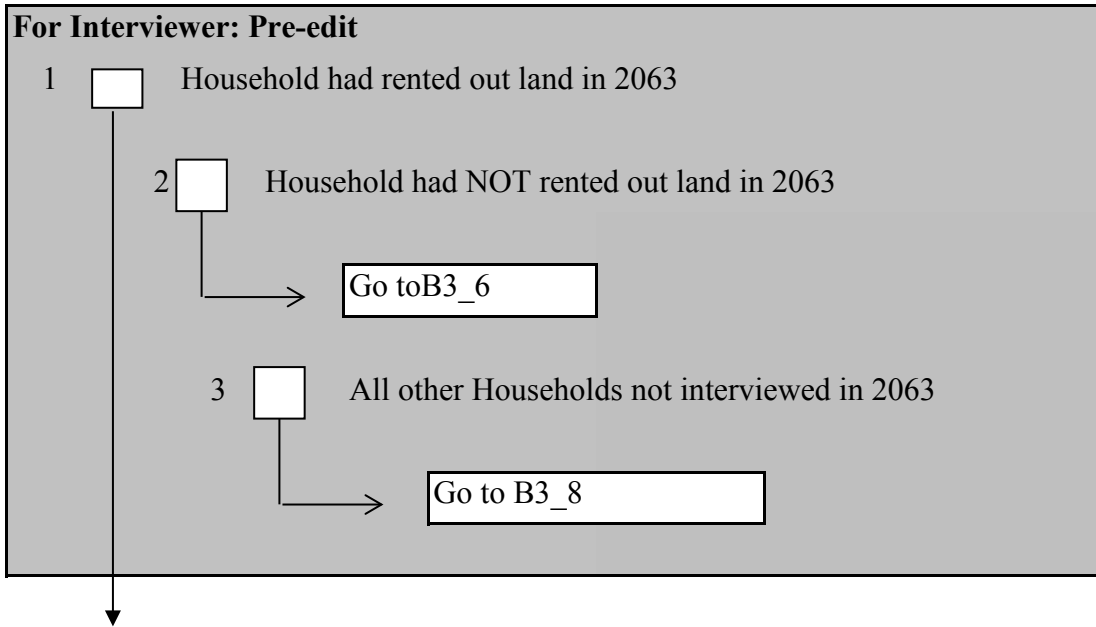 For Interviewer: Pre-edit
1 Household had rented out land in 2063
2 Household had NOT rented out land in 2063
Go toB3_6
3 All other Households not interviewed in 2063
Go to B3_8